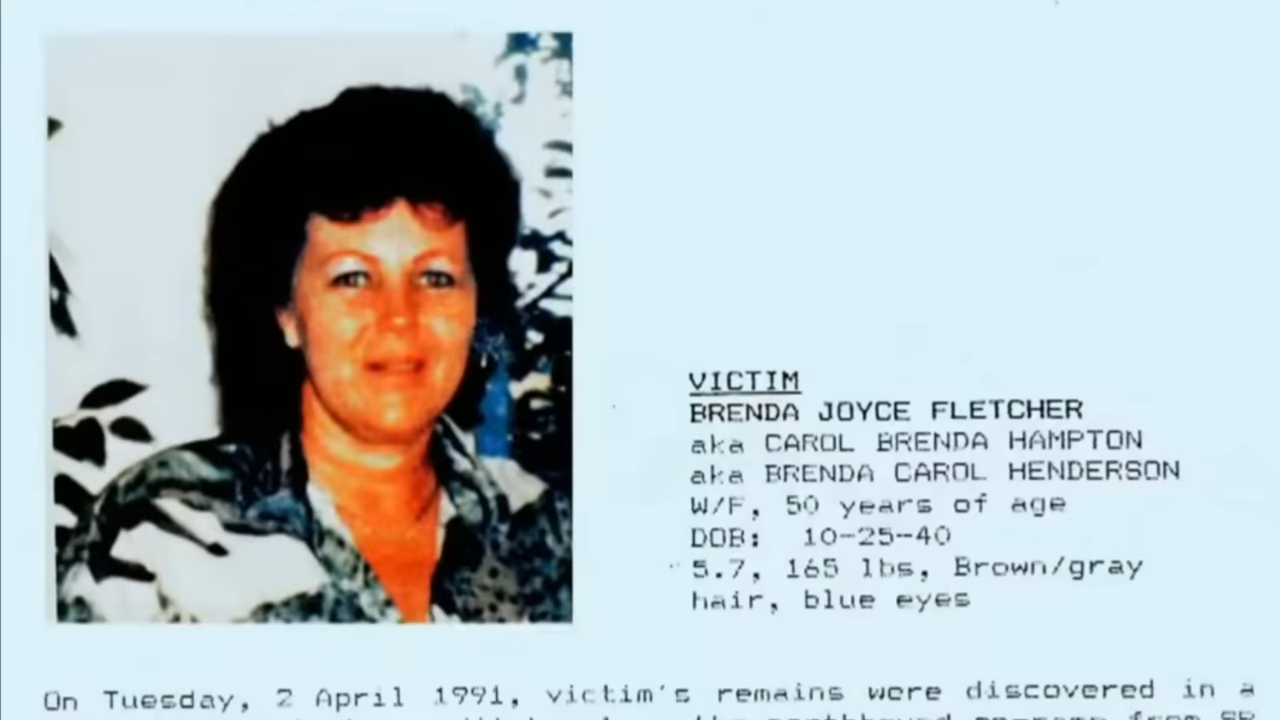 VICTIM
BRENDA JOYCE FLETCHER
aka CAROL BRENDA HAMPTON
aka BRENDA CAROL HENDERSON
W/F, 50 years of age
DOB: 10-25-40
5.7, 165 lbs, Brown/gray
hair, blue eyes
On Tuesday, 2 April 1991, victim's remains were discovered in a
from SR